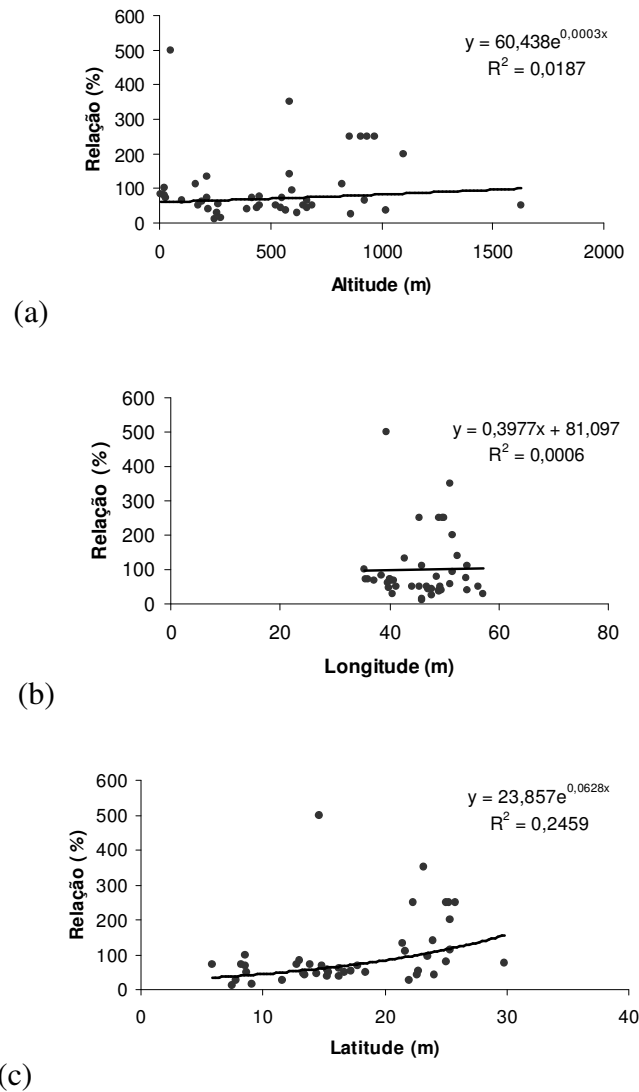 600
500
400
300
200
100
0
Relação (%)
y = 60,438e^0,0003x
R² = 0,0187
0 500 1000 1500 2000
Altitude (m)
(a)
600
500
400
300
200
100
0
Relação (%)
y = 0,3977x + 81,097
R² = 0,0006
0 20 40 60 80
Longitude (m)
(b)
600
500
400
300
200
100
0
Relação (%)
y = 23,857e^0,0628x
R² = 0,2459
0 10 20 30 40
Latitude (m)
(c)